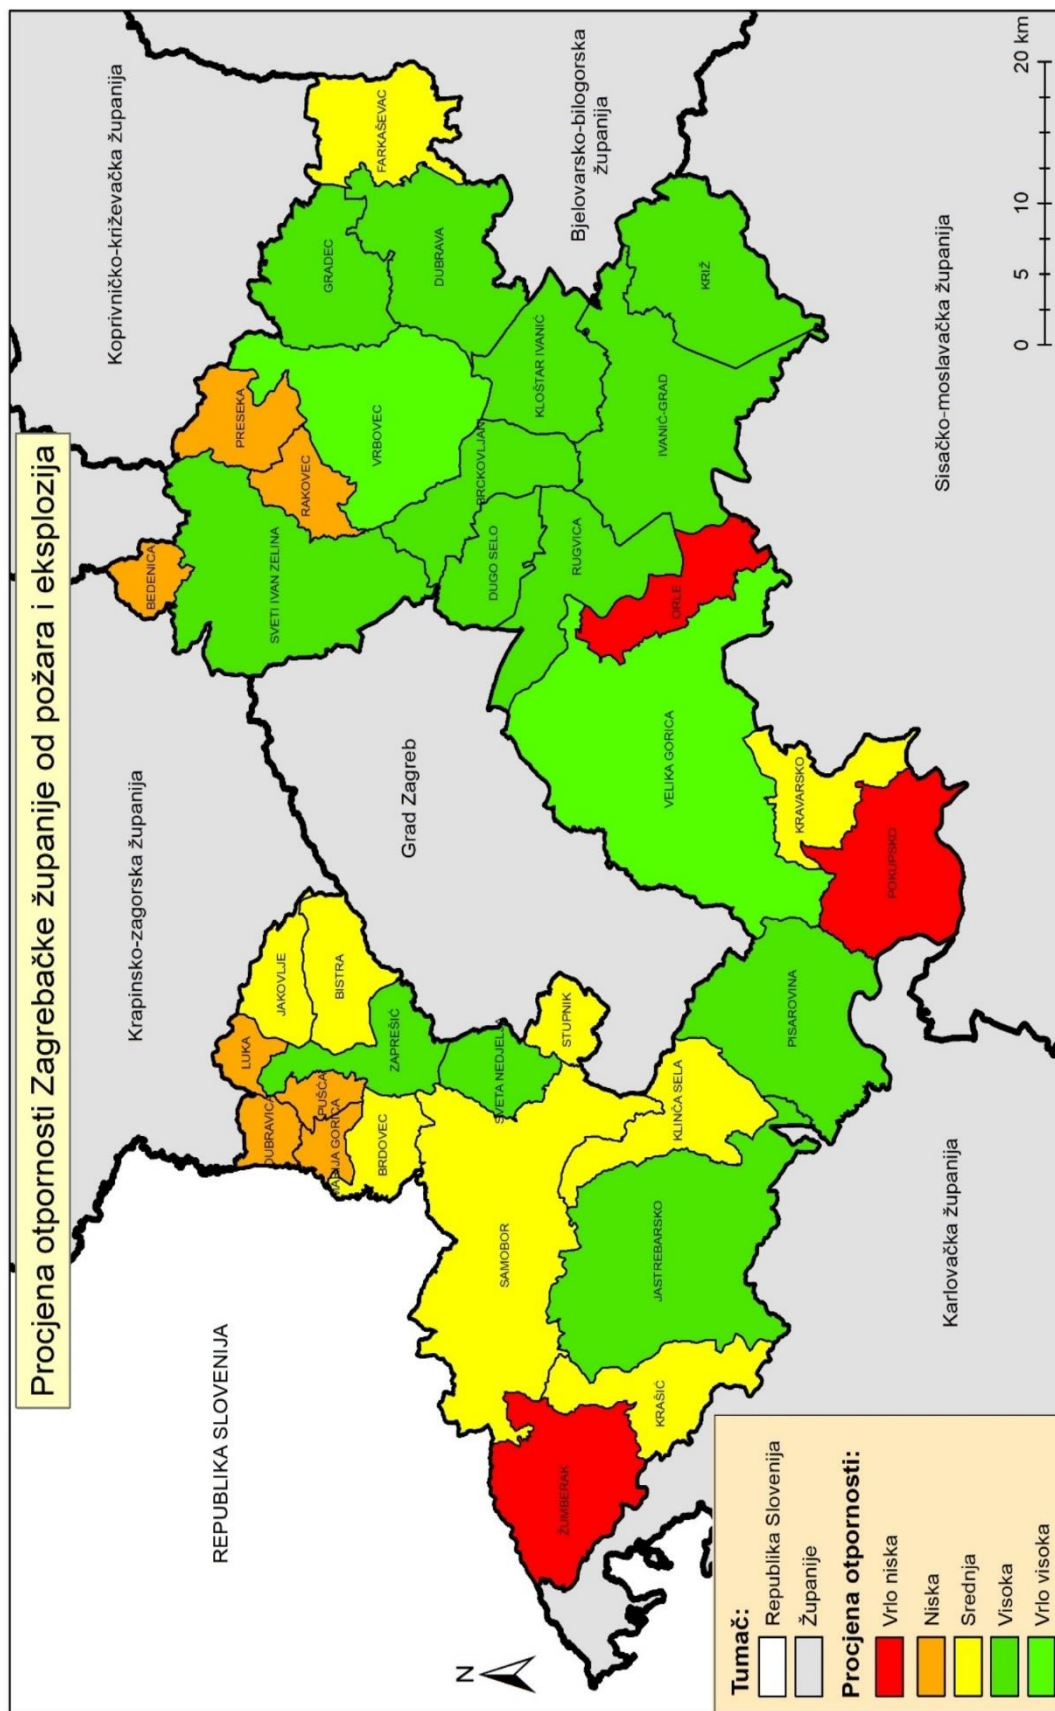 Procjena otpornosti Zagrebačke županije od požara i eksplozija
Koprivničko-križevačka županija
Krapinsko-zagorska županija
REPUBLIKA SLOVENIJA
Grad Zagreb
Bjelovarsko-bilogorska
županija
Sisačko-moslavačka županija
Karlovačka županija
BEDENICA
PRESEKA
RAKOVEC
SVETI IVAN ZELINA
VRBOVEC
GRADEC
FARKAŠEVAC
DUBRAVA
LUKA
JAKOVLJE
BISTRA
DUBRAVICA
PUŠĆA
MARIJA GORICA
ZAPREŠIĆ
BRDOVEC
BRCKOVLJANI
DUGO SELO
KLOŠTAR IVANIĆ
RUGVICA
SVETA NEDJELJA
STUPNIK
SAMOBOR
IVANIĆ-GRAD
KRIŽ
ORLE
VELIKA GORICA
KLINČA SELA
ŽUMBERAK
KRAŠIĆ
JASTREBARSKO
PISAROVINA
KRAVARSKO
POKUPSKO
N
Tumač:
Republika Slovenija
Županije
Procjena otpornosti:
Vrlo niska
Niska
Srednja
Visoka
Vrlo visoka
0 5 10 20 km